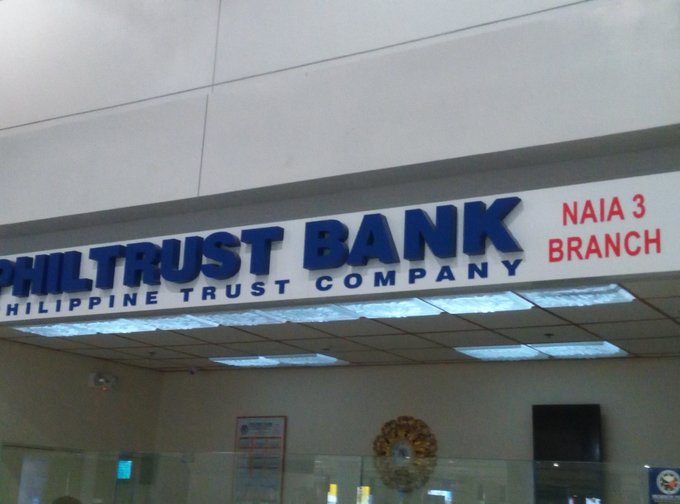 PHILTRUST BANK
HILIPPINE TRUST COMPANY
NAIA 3
BRANCH